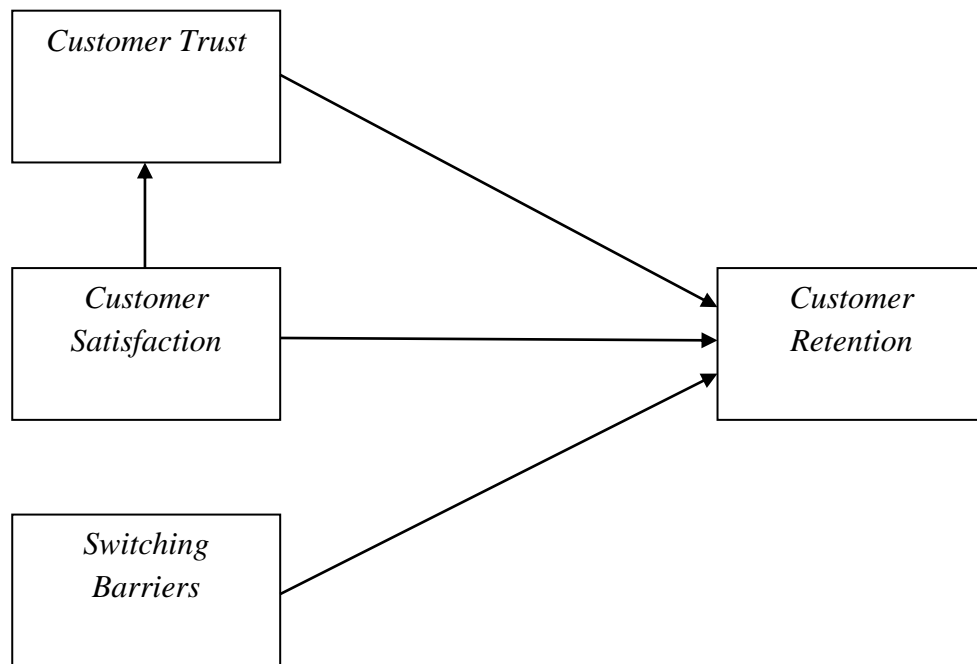 Customer Trust
Customer
Satisfaction
Customer
Retention
Switching
Barriers